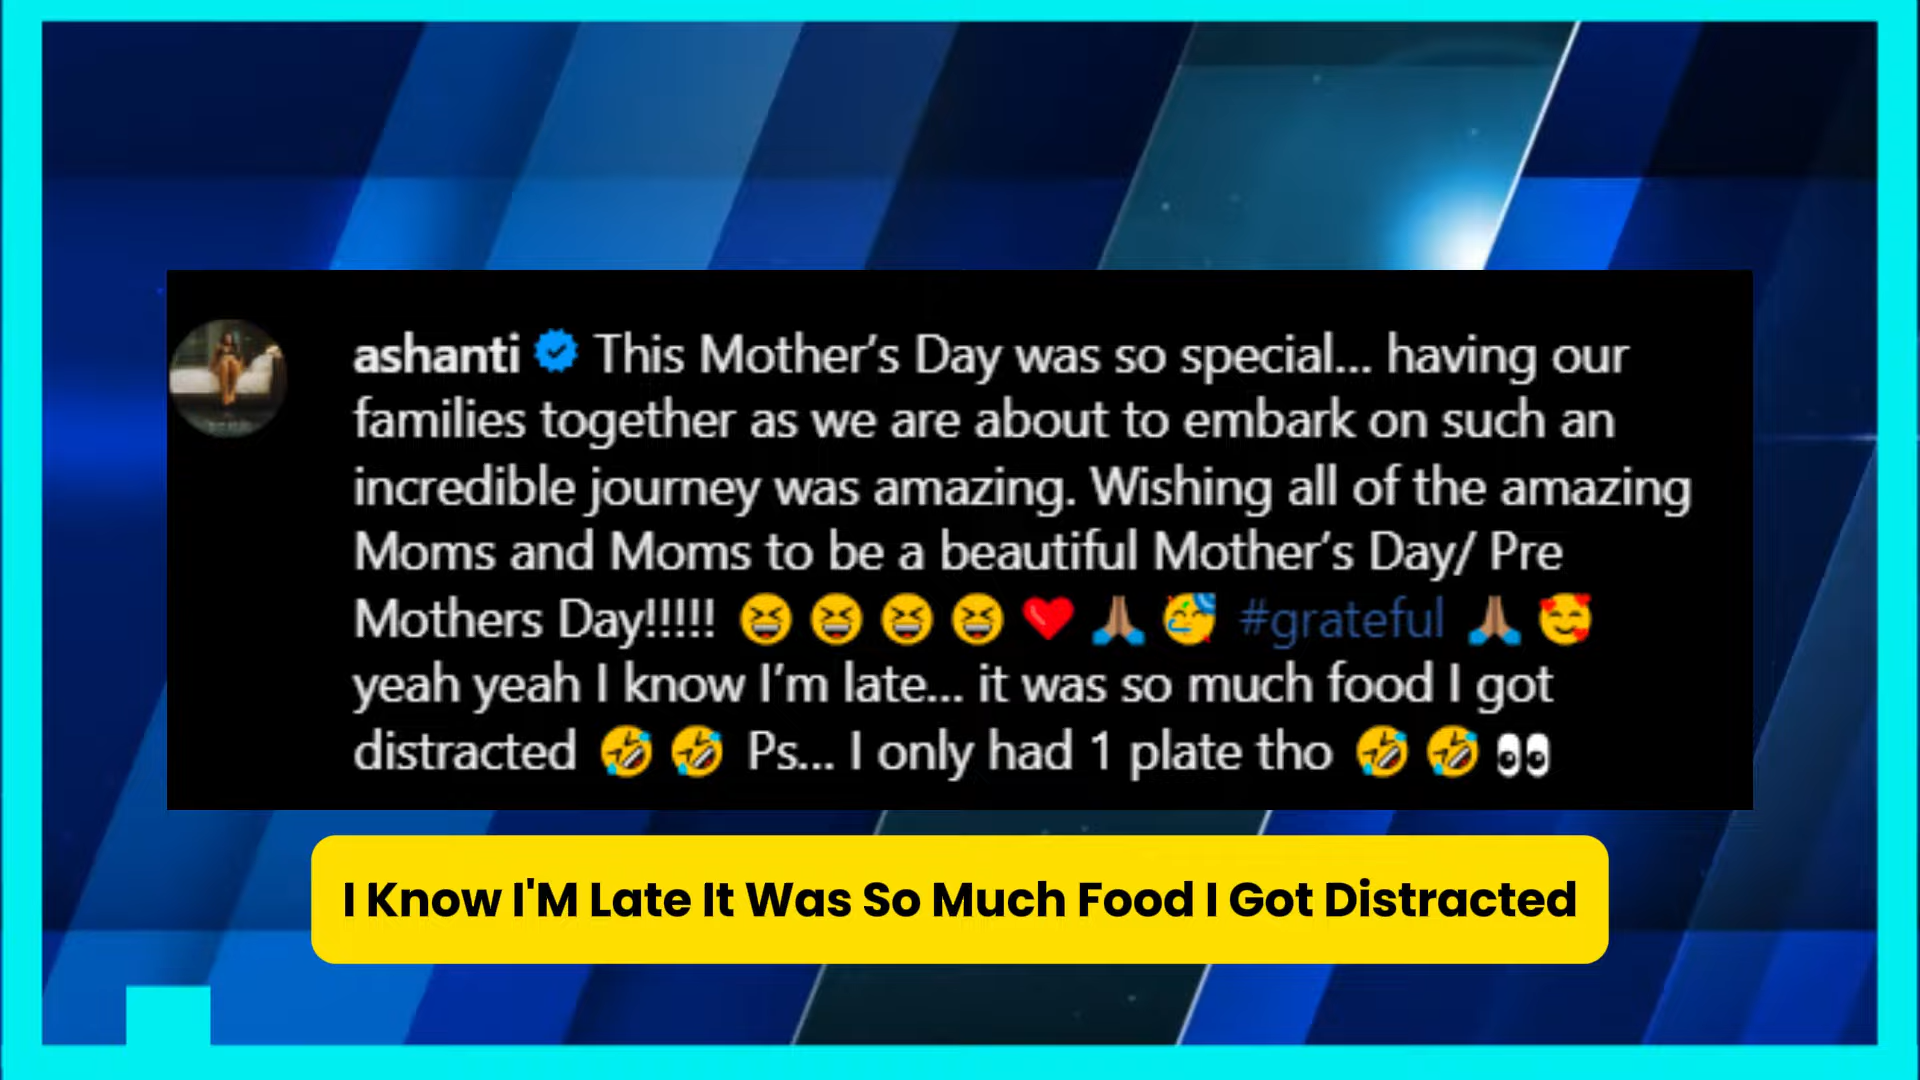 ashanti This Mother's Day was so special... having our
families together as we are about to embark on such an
incredible journey was amazing. Wishing all of the amazing
Moms and Moms to be a beautiful Mother's Day/ Pre
Mothers Day!!!!! 😆😆😆😆❤️🙏🏽🥳 #grateful 🙏🏽🥰
yeah yeah I know I'm late... it was so much food I got
distracted 🤣🤣 Ps... I only had 1 plate tho 🤣🤣👀
I Know I'M Late It Was So Much Food I Got Distracted